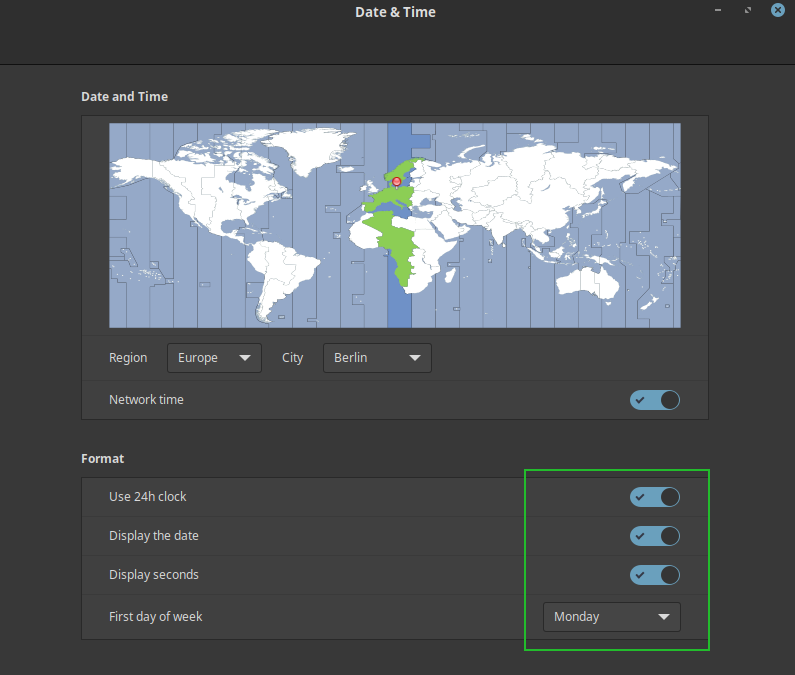 Date & Time
Date and Time
Region Europe City Berlin
Network time
Format
Use 24h clock
Display the date
Display seconds
First day of week Monday